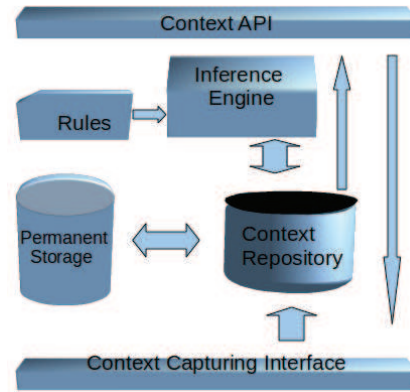 Context API
Inference
Engine
Rules
Permanent
Storage
Context
Repository
Context Capturing Interface